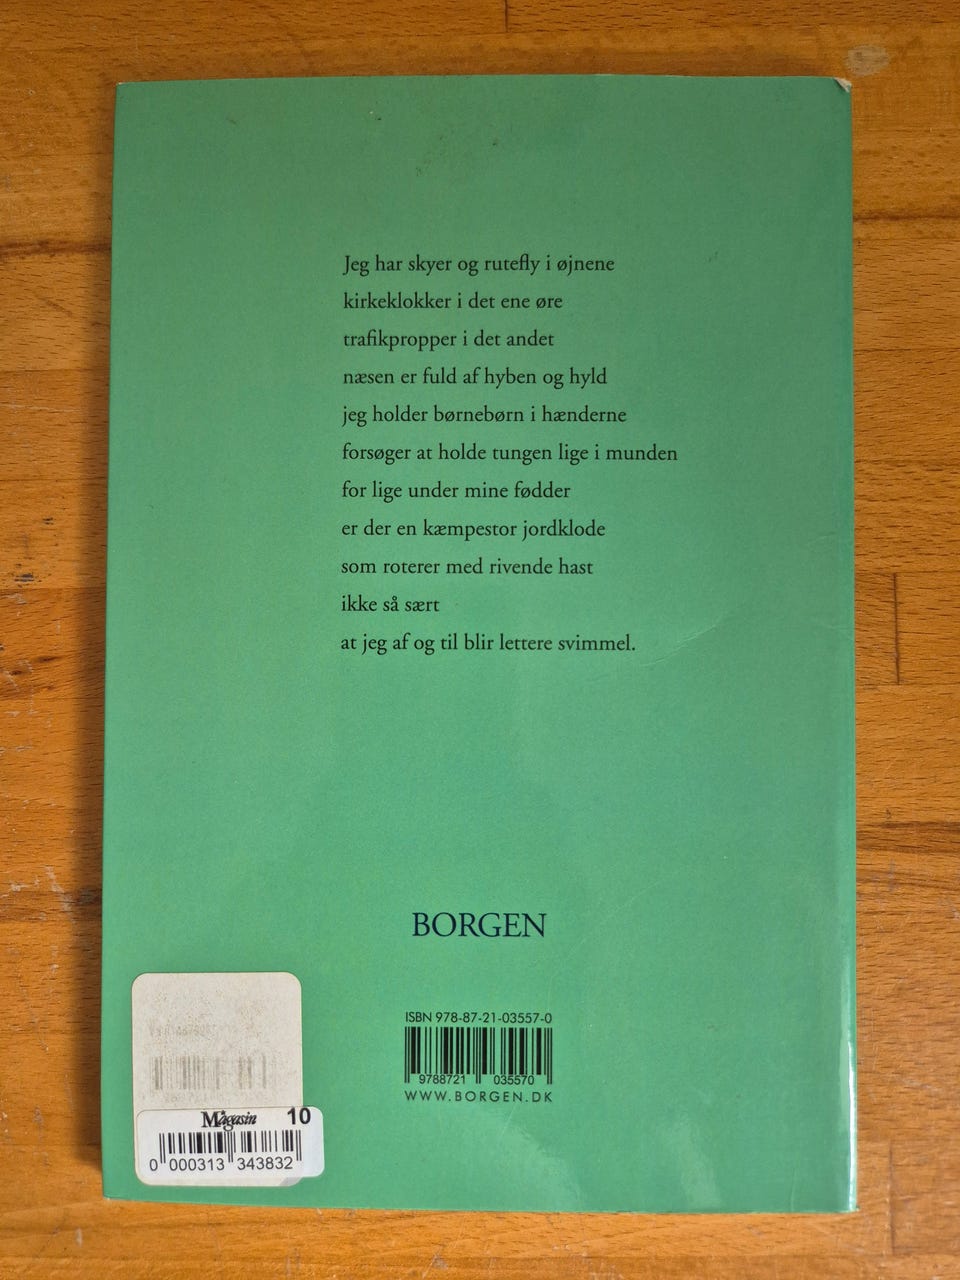 Jeg har skyer og rutefly i øjnene
kirkeklokker i det ene øre
trafikpropper i det andet
næsen er fuld af hyben og hyld
jeg holder børnebørn i hænderne
forsøger at holde tungen lige i munden
for lige under mine fødder
er der en kæmpestor jordklode
som roterer med rivende hast
ikke så sært
at jeg af og til blir lettere svimmel.
BORGEN
ISBN 978-87-21-03557-0
9788721 035570
WWW.BORGEN.DK
Magasin 10
0 000313 343832